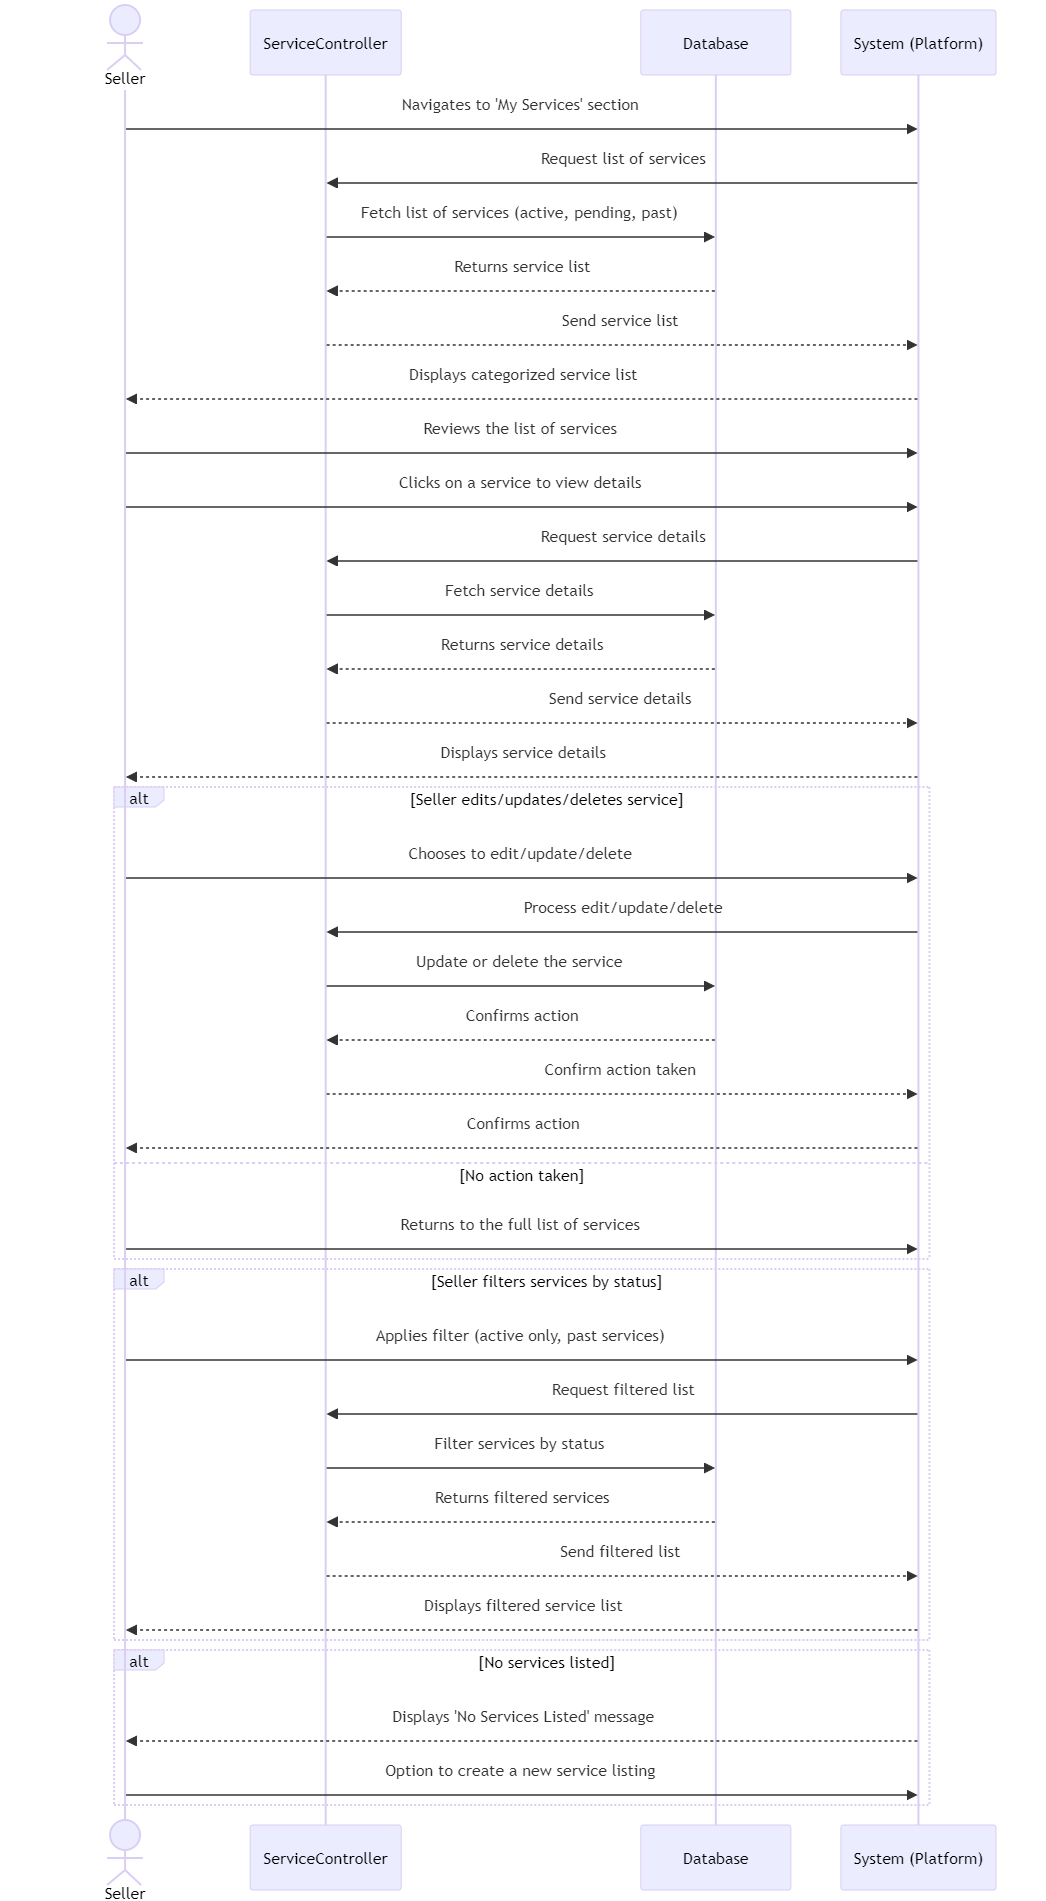 Seller
ServiceController
Database
System (Platform)
Navigates to 'My Services' section
Request list of services
Fetch list of services (active, pending, past)
Returns service list
Send service list
Displays categorized service list
Reviews the list of services
Clicks on a service to view details
Request service details
Fetch service details
Returns service details
Send service details
Displays service details
alt
[Seller edits/updates/deletes service]
Chooses to edit/update/delete
Process edit/update/delete
Update or delete the service
Confirms action
Confirm action taken
Confirms action
[No action taken]
Returns to the full list of services
alt
[Seller filters services by status]
Applies filter (active only, past services)
Request filtered list
Filter services by status
Returns filtered services
Send filtered list
Displays filtered service list
alt
[No services listed]
Displays 'No Services Listed' message
Option to create a new service listing
Seller
ServiceController
Database
System (Platform)